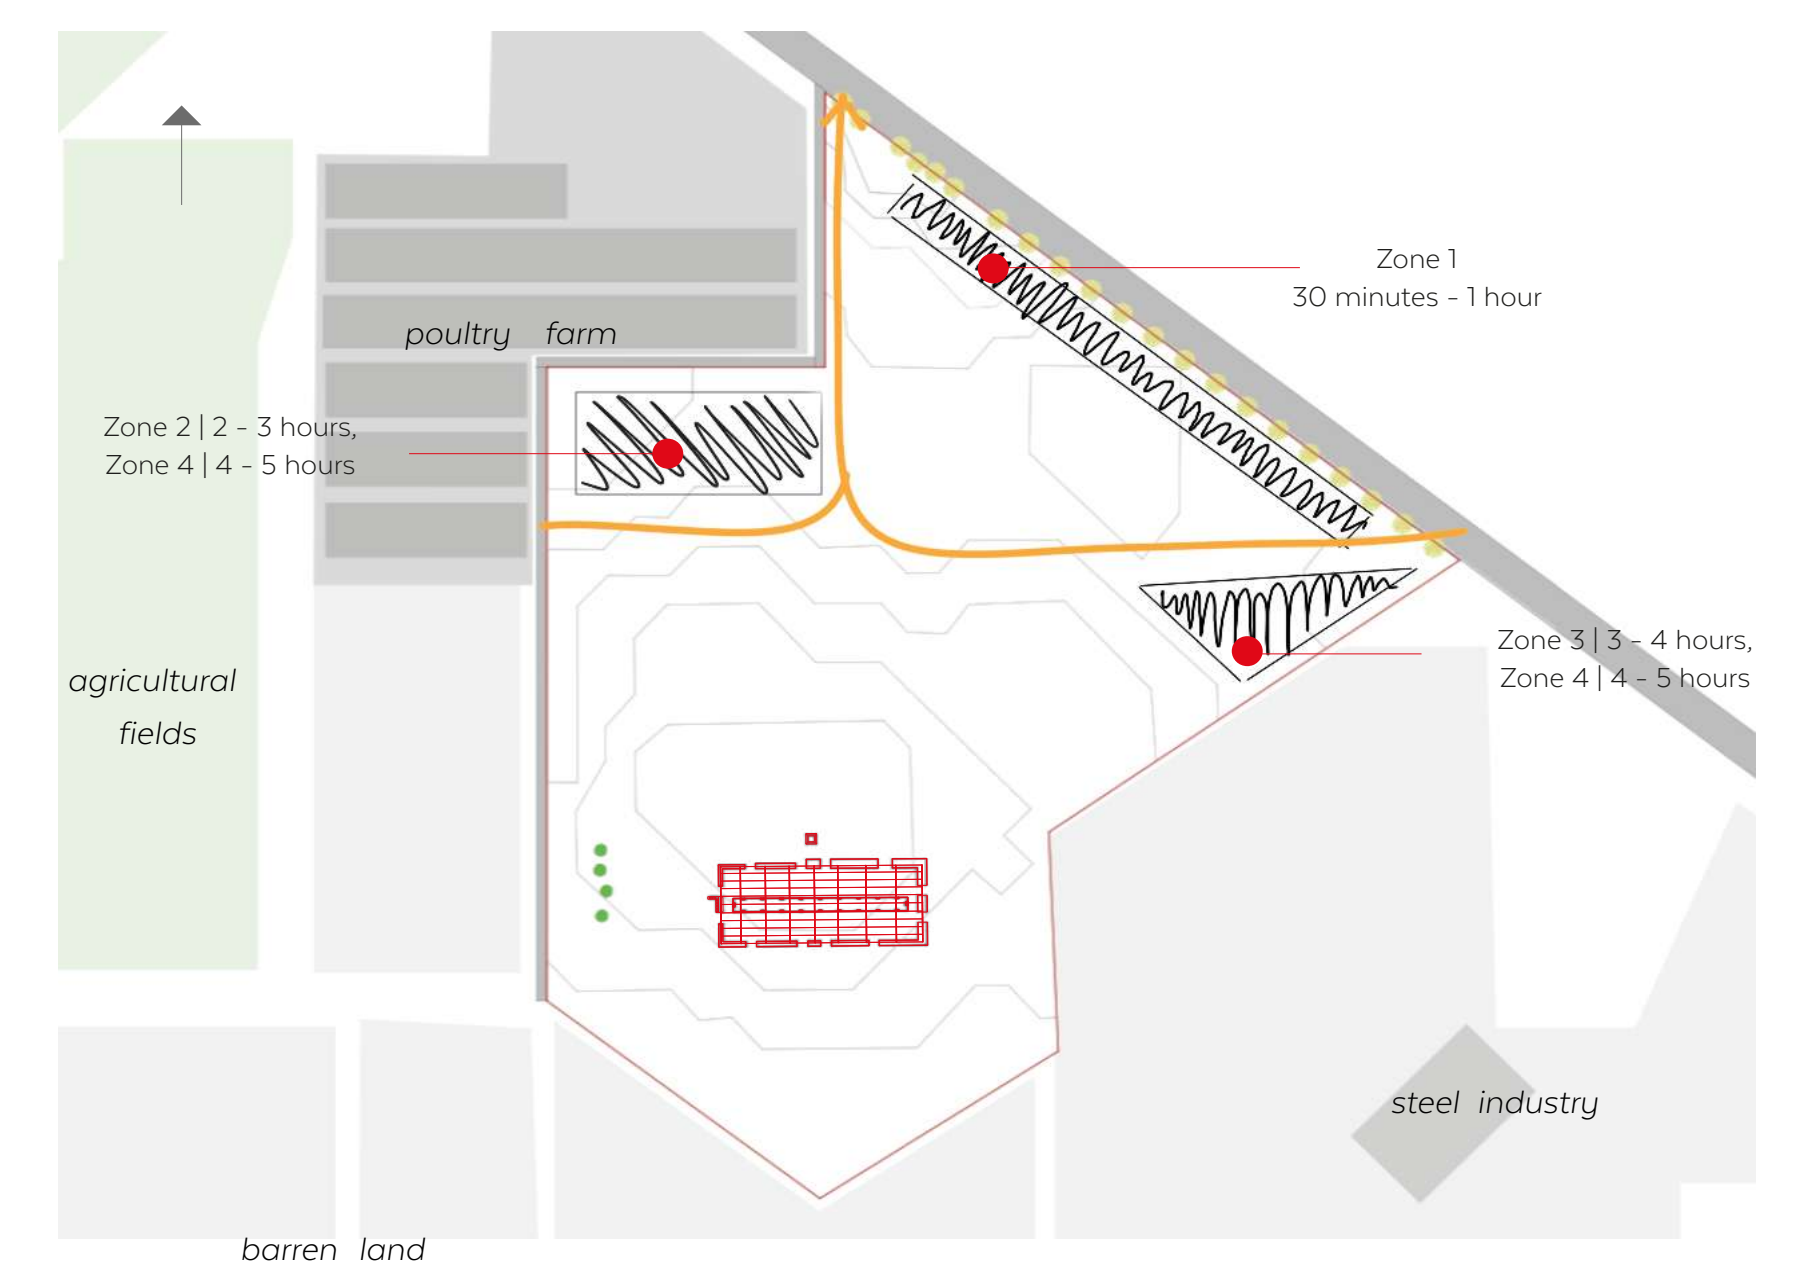 Zone 1
30 minutes - 1 hour
poultry farm
Zone 2 | 2 - 3 hours,
Zone 4 | 4 - 5 hours
Zone 3 | 3 - 4 hours,
Zone 4 | 4 - 5 hours
agricultural
fields
steel industry
barren land